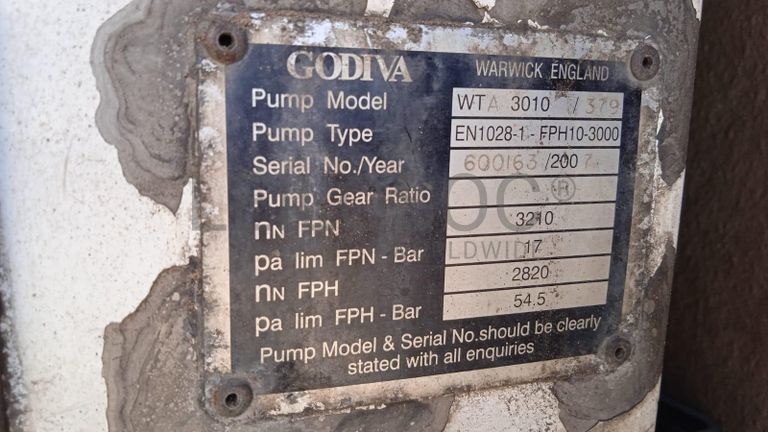 GODIVA WARWICK ENGLAND
Pump Model WTA 3010 /379
Pump Type EN1028-1 - FPH10-3000
Serial No./Year 600163 /2007
Pump Gear Ratio
nN FPN 3210
pa lim FPN - Bar 17
nN FPH 2820
pa lim FPH - Bar 54.5
Pump Model & Serial No.should be clearly
stated with all enquiries